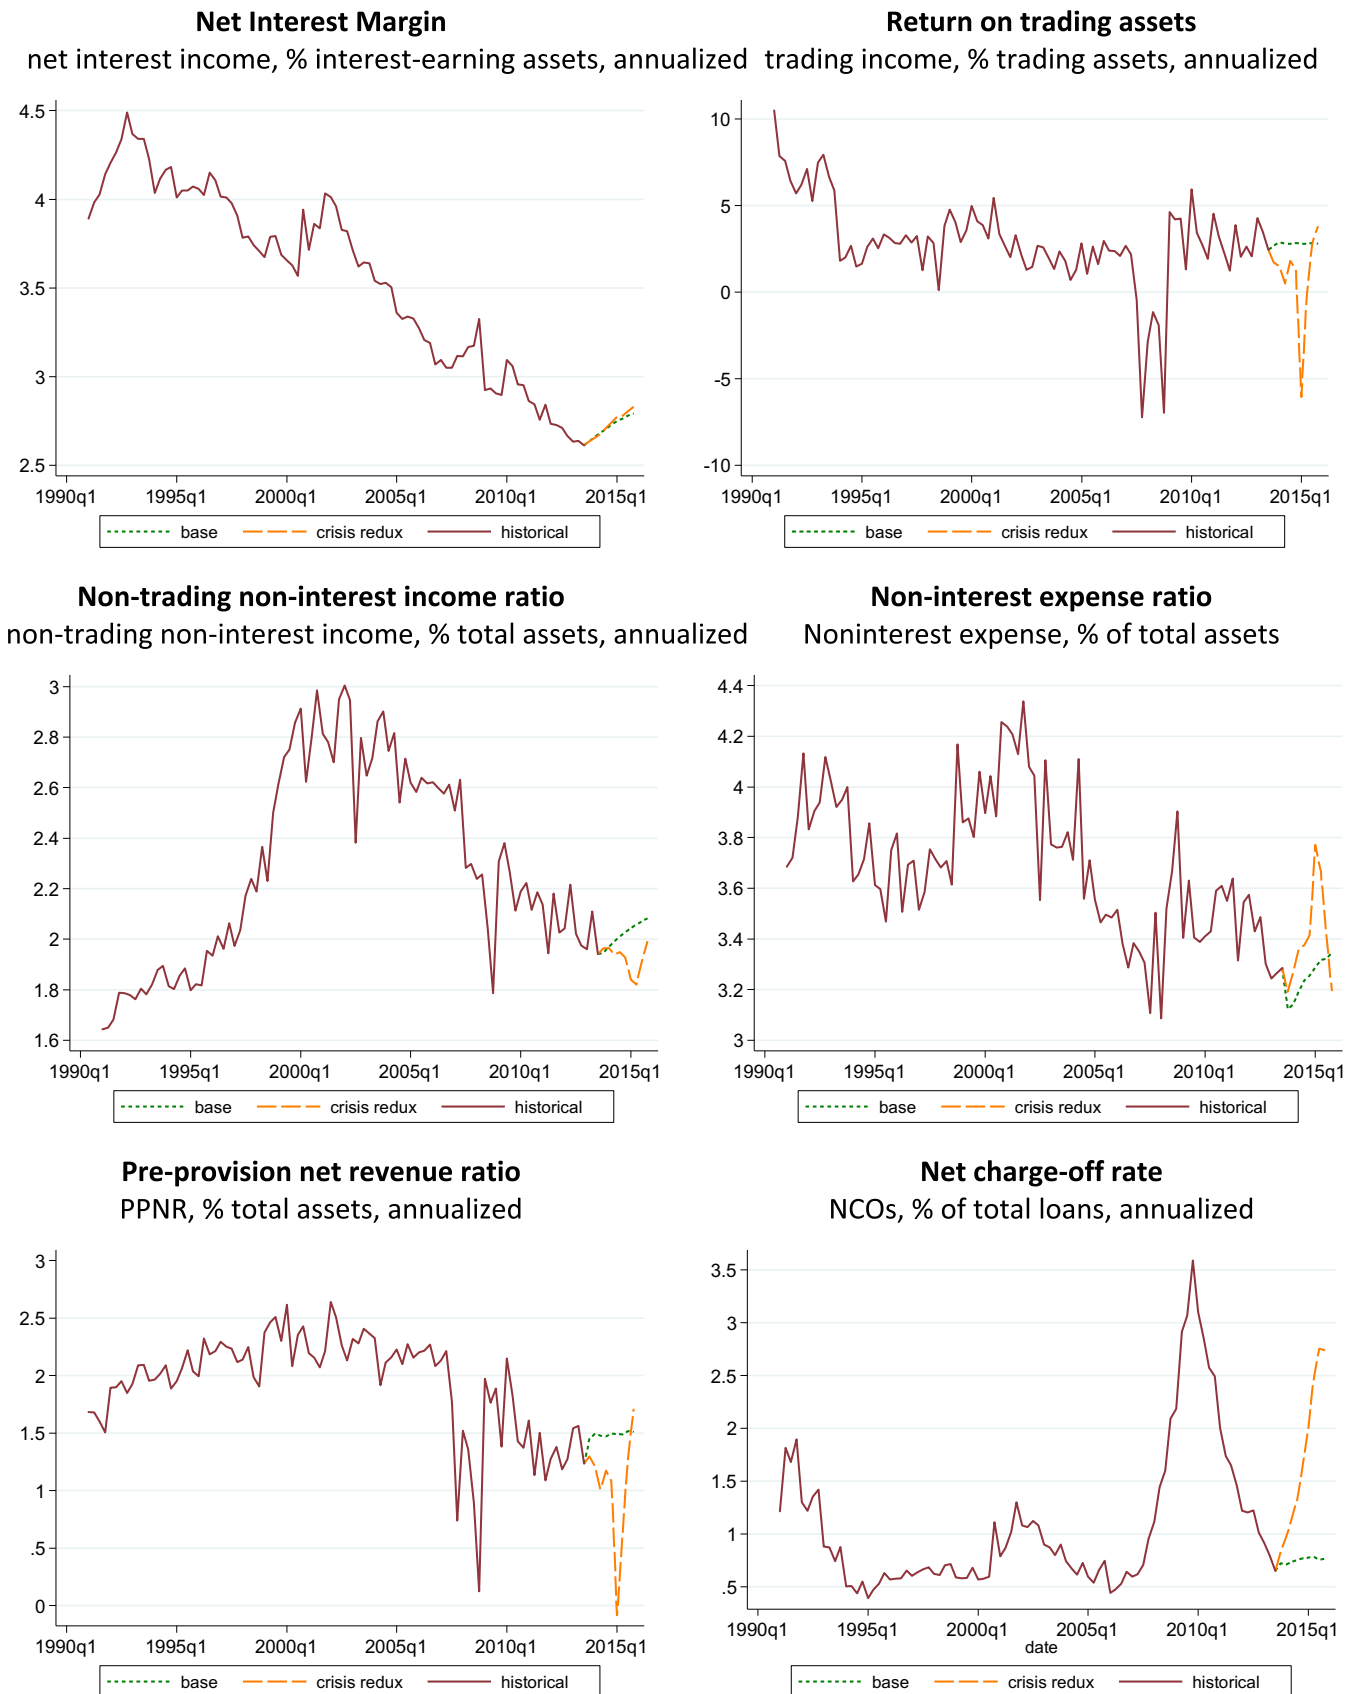 Net Interest Margin
net interest income, % interest-earning assets, annualized
4.5
4
3.5
3
2.5
1990q1 1995q1 2000q1 2005q1 2010q1 2015q1
base crisis redux historical
Return on trading assets
trading income, % trading assets, annualized
10
5
0
-5
-10
1990q1 1995q1 2000q1 2005q1 2010q1 2015q1
base crisis redux historical
Non-trading non-interest income ratio
non-trading non-interest income, % total assets, annualized
3
2.8
2.6
2.4
2.2
2
1.8
1.6
1990q1 1995q1 2000q1 2005q1 2010q1 2015q1
base crisis redux historical
Non-interest expense ratio
Noninterest expense, % of total assets
4.4
4.2
4
3.8
3.6
3.4
3.2
3
1990q1 1995q1 2000q1 2005q1 2010q1 2015q1
base crisis redux historical
Pre-provision net revenue ratio
PPNR, % total assets, annualized
3
2.5
2
1.5
1
.5
0
1990q1 1995q1 2000q1 2005q1 2010q1 2015q1
base crisis redux historical
Net charge-off rate
NCOs, % of total loans, annualized
3.5
3
2.5
2
1.5
1
.5
1990q1 1995q1 2000q1 2005q1 2010q1 2015q1
date
base crisis redux historical